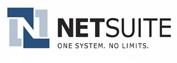 NETSUITE
ONE SYSTEM. NO LIMITS.